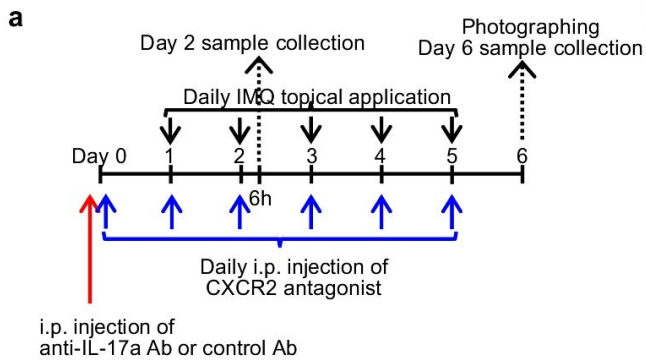 a
Photographing
Day 2 sample collection
Day 6 sample collection
Daily IMQ topical application
Day 0 1 2 3 4 5 6
6h
Daily i.p. injection of
CXCR2 antagonist
i.p. injection of
anti-IL-17a Ab or control Ab